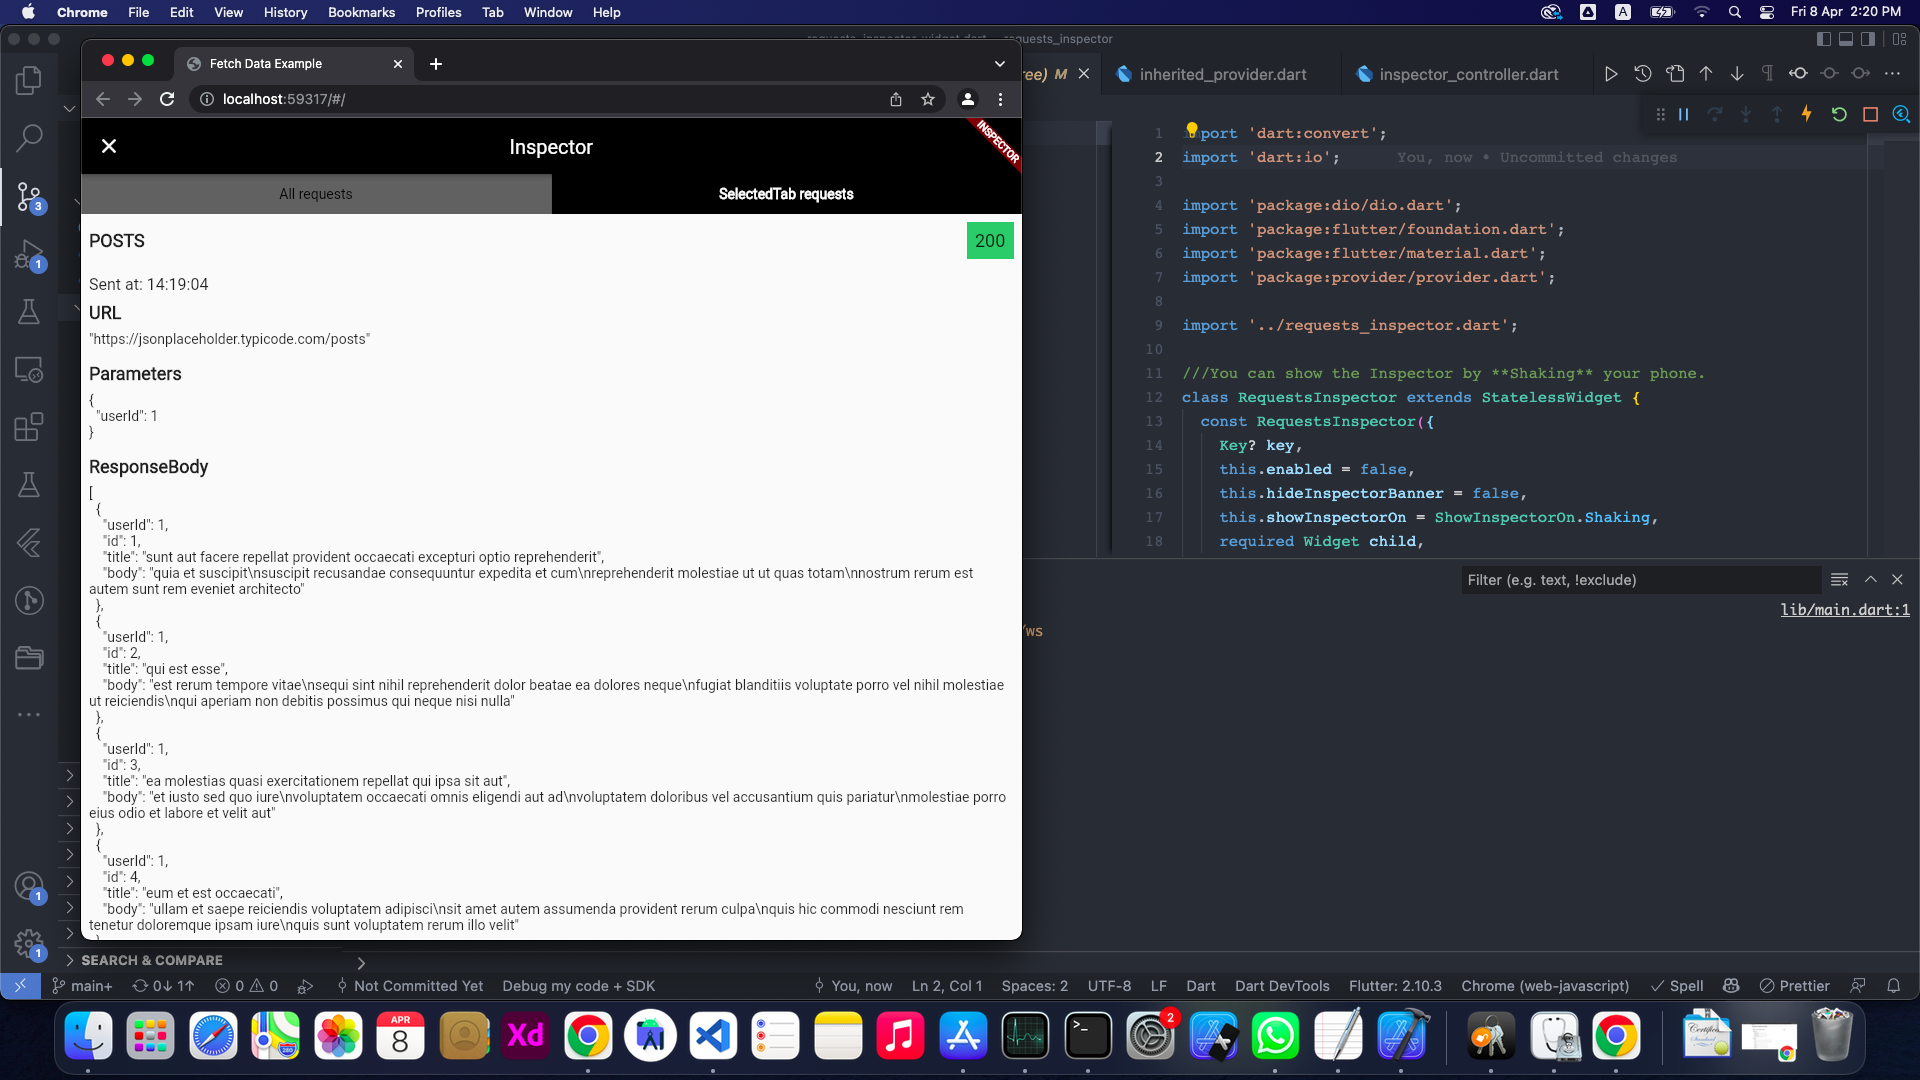 Chrome File Edit View History Bookmarks Profiles Tab Window Help
A
Fri 8 Apr 2:20 PM
requests_inspector
Fetch Data Example
localhost:59317/#/
Inspector
INSPECTOR
All requests
SelectedTab requests
POSTS
200
Sent at: 14:19:04
URL
"https://jsonplaceholder.typicode.com/posts"
Parameters
{
"userId": 1
}
ResponseBody
[
{
"userId": 1,
"id": 1,
"title": "sunt aut facere repellat provident occaecati excepturi optio reprehenderit",
"body": "quia et suscipit\nsuscipit recusandae consequuntur expedita et cum\nreprehenderit molestiae ut ut quas totam\nnostrum rerum est
autem sunt rem eveniet architecto"
},
{
"userId": 1,
"id": 2,
"title": "qui est esse",
"body": "est rerum tempore vitae\nsequi sint nihil reprehenderit dolor beatae ea dolores neque\nfugiat blanditiis voluptate porro vel nihil molestiae
ut reiciendis\nqui aperiam non debitis possimus qui neque nisi nulla"
},
{
"userId": 1,
"id": 3,
"title": "ea molestias quasi exercitationem repellat qui ipsa sit aut",
"body": "et iusto sed quo iure\nvoluptatem occaecati omnis eligendi aut ad\nvoluptatem doloribus vel accusantium quis pariatur\nmolestiae porro
eius odio et labore et velit aut"
},
{
"userId": 1,
"id": 4,
"title": "eum et est occaecati",
"body": "ullam et saepe reiciendis voluptatem adipisci\nsit amet autem assumenda provident rerum culpa\nquis hic commodi nesciunt rem
tenetur doloremque ipsam iure\nquis sunt voluptatem rerum illo velit"
ree) M
inherited_provider.dart
inspector_controller.dart
1 import 'dart:convert';
2 import 'dart:io'; You, now • Uncommitted changes
3
4 import 'package:dio/dio.dart';
5 import 'package:flutter/foundation.dart';
6 import 'package:flutter/material.dart';
7 import 'package:provider/provider.dart';
8
9 import '../requests_inspector.dart';
10
11 ///You can show the Inspector by **Shaking** your phone.
12 class RequestsInspector extends StatelessWidget {
13 const RequestsInspector({
14 Key? key,
15 this.enabled = false,
16 this.hideInspectorBanner = false,
17 this.showInspectorOn = ShowInspectorOn.Shaking,
18 required Widget child,
Filter (e.g. text, !exclude)
lib/main.dart:1
/ws
3
1
1
1
SEARCH & COMPARE
main+ 0↓ 1↑ 0 0 Not Committed Yet Debug my code + SDK You, now Ln 2, Col 1 Spaces: 2 UTF-8 LF Dart Dart DevTools Flutter: 2.10.3 Chrome (web-javascript) Spell Prettier
APR
8
Xd
280
>_
2